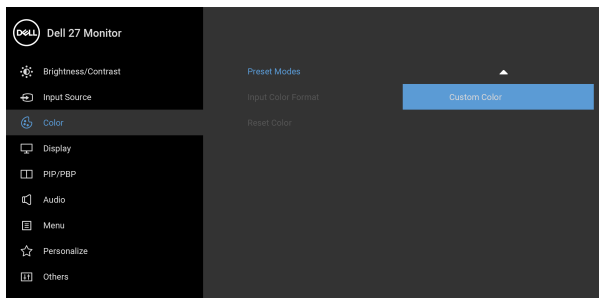 DELL Dell 27 Monitor
Brightness/Contrast
Input Source
Color
Display
PIP/PBP
Audio
Menu
Personalize
Others
Preset Modes
Input Color Format
Custom Color
Reset Color